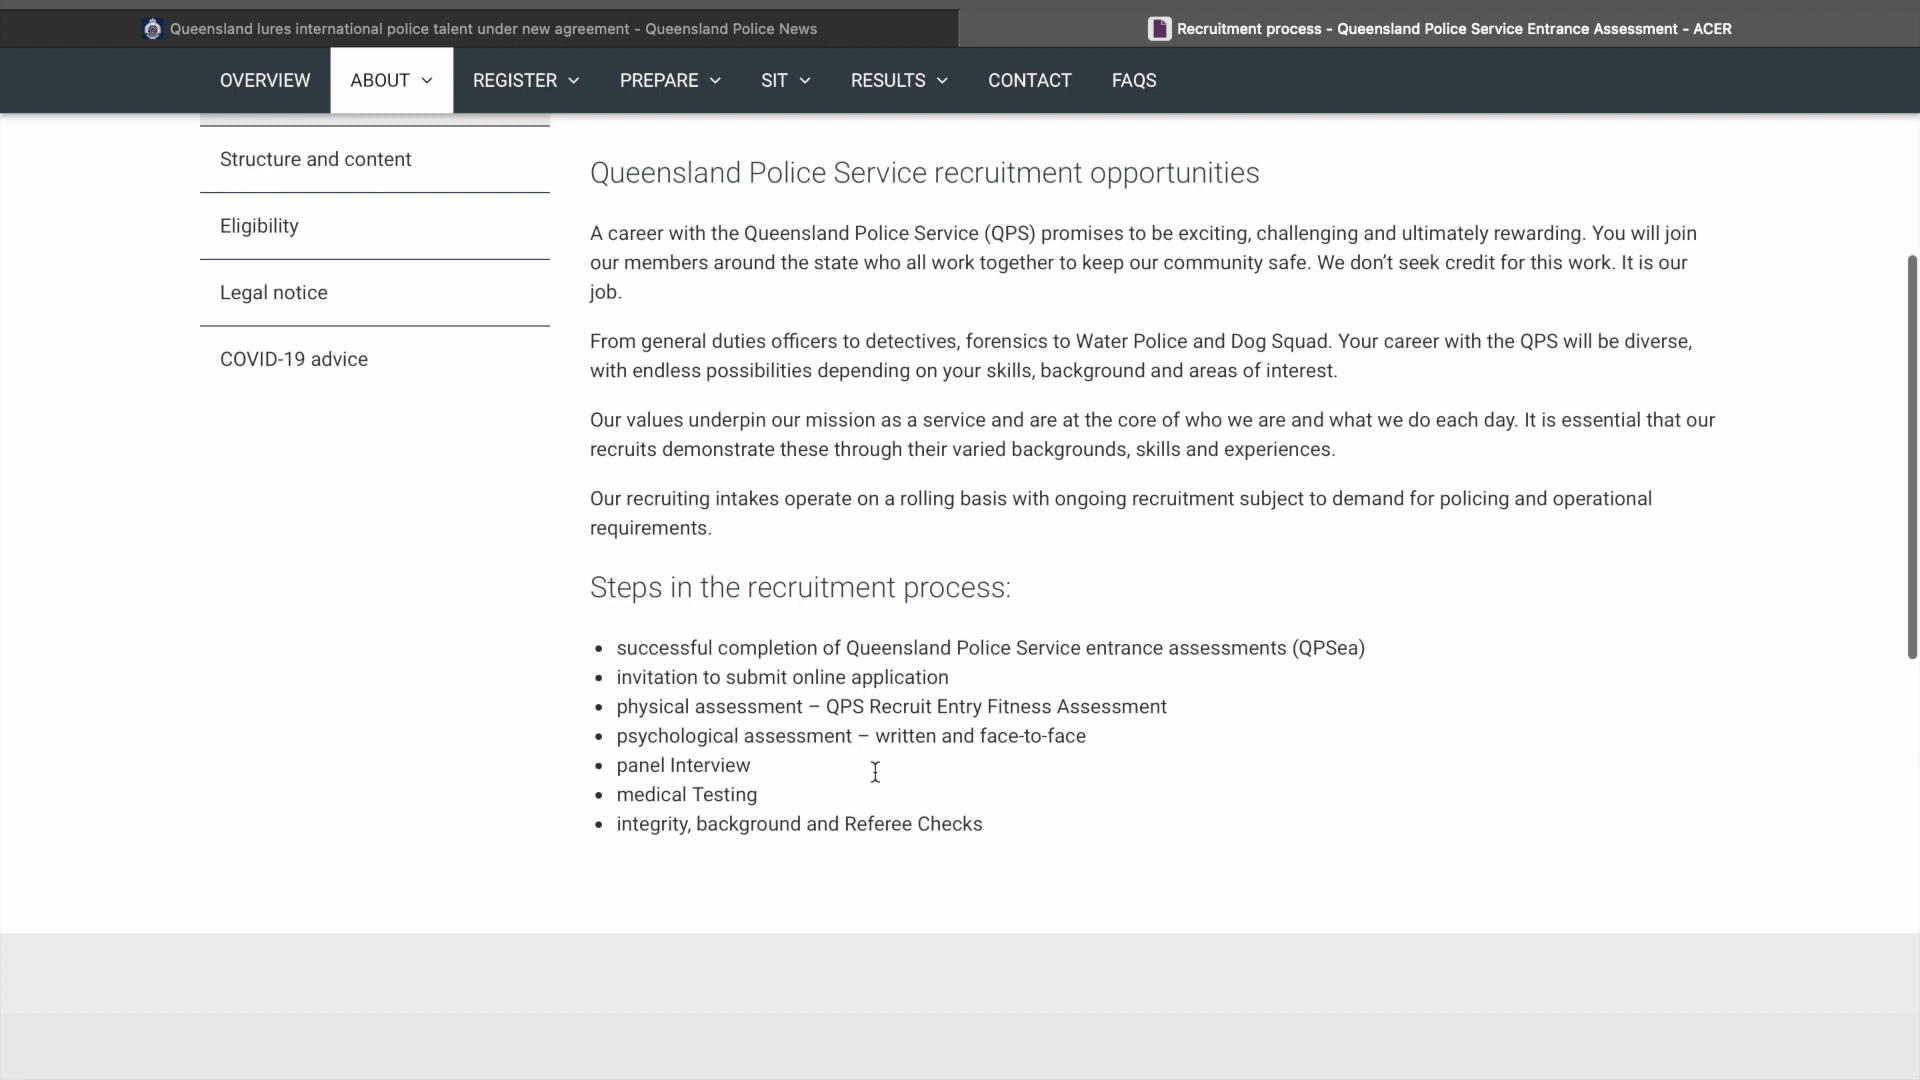 Queensland lures international police talent under new agreement - Queensland Police News
Recruitment process - Queensland Police Service Entrance Assessment - ACER
OVERVIEW
ABOUT
REGISTER
PREPARE
SIT
RESULTS
CONTACT
FAQS
Structure and content
Eligibility
Legal notice
COVID-19 advice
Queensland Police Service recruitment opportunities
A career with the Queensland Police Service (QPS) promises to be exciting, challenging and ultimately rewarding. You will join
our members around the state who all work together to keep our community safe. We don’t seek credit for this work. It is our
job.
From general duties officers to detectives, forensics to Water Police and Dog Squad. Your career with the QPS will be diverse,
with endless possibilities depending on your skills, background and areas of interest.
Our values underpin our mission as a service and are at the core of who we are and what we do each day. It is essential that our
recruits demonstrate these through their varied backgrounds, skills and experiences.
Our recruiting intakes operate on a rolling basis with ongoing recruitment subject to demand for policing and operational
requirements.
Steps in the recruitment process:
• successful completion of Queensland Police Service entrance assessments (QPSea)
• invitation to submit online application
• physical assessment – QPS Recruit Entry Fitness Assessment
• psychological assessment – written and face-to-face
• panel Interview
• medical Testing
• integrity, background and Referee Checks